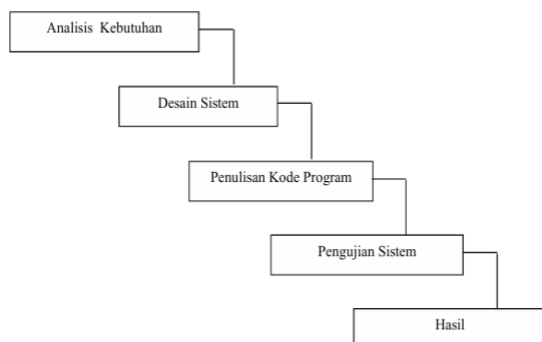 Analisis Kebutuhan
Desain Sistem
Penulisan Kode Program
Pengujian Sistem
Hasil